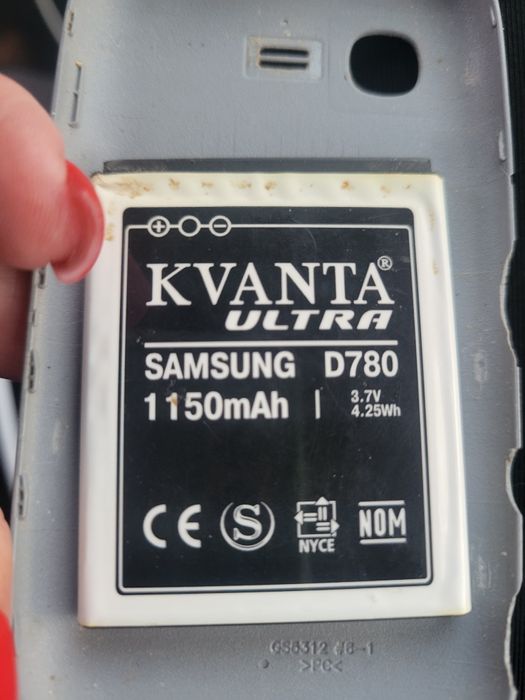 KVANTA®
ULTRA
SAMSUNG D780
1150mAh | 3.7V
4.25Wh
CE S NYCE NOM
>PC<